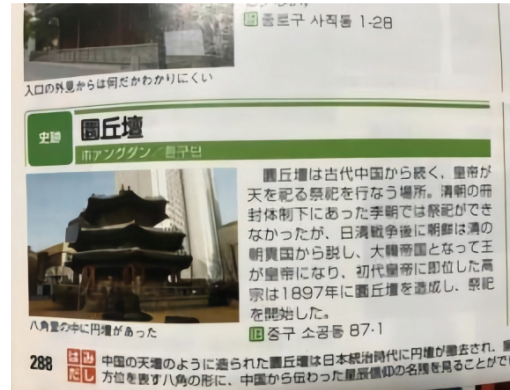 旧 종로구 사직동 1-28
入口の外見からは何だかわかりにくい
史跡
圜丘壇
ホァングダン／환구단
圜丘壇は古代中国から続く、皇帝が
天を祀る祭祀を行なう場所。清朝の冊
封体制下にあった李朝では祭祀ができ
なかったが、日清戦争後に朝鮮は清の
朝貢国から脱し、大韓帝国となって王
が皇帝になり、初代皇帝に即位した高
宗は1897年に圜丘壇を造成し、祭祀
を開始した。
旧 중구 소공동 87-1
八角堂の中に円壇があった
288
はみだし
中国の天壇のように造られた圜丘壇は日本統治時代に円壇が撤去され、
方位を表す八角の形に、中国から伝わった星辰信仰の名残を見ることがで